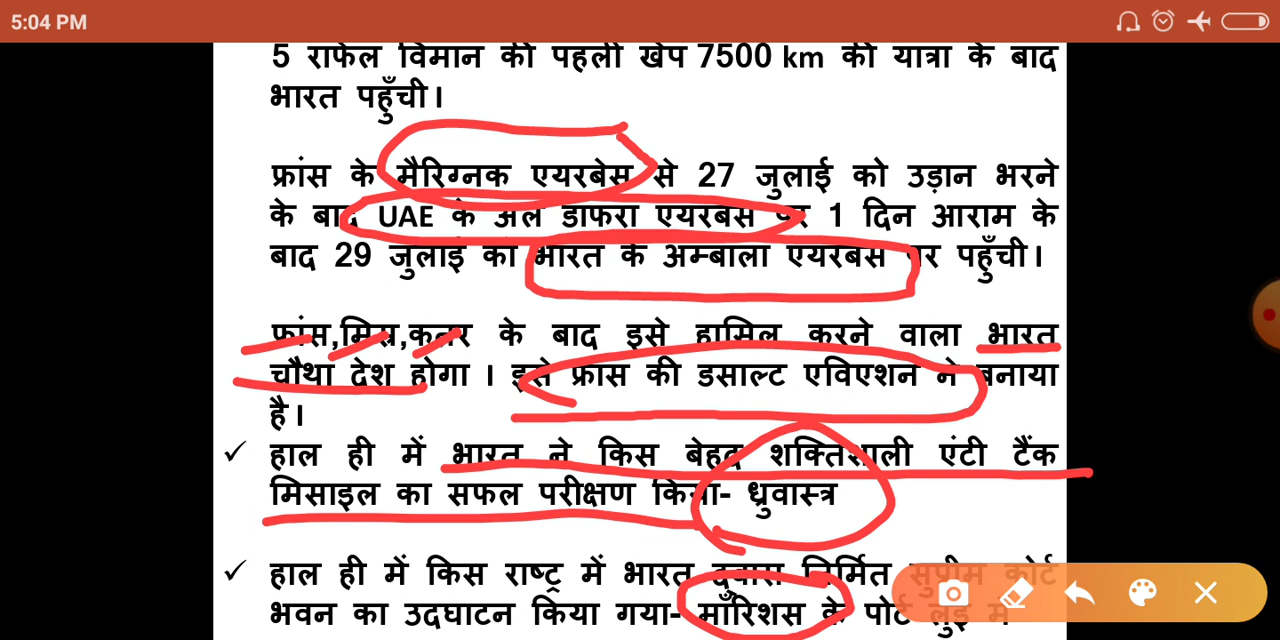 5:04 PM
5 राफेल विमान की पहली खेप 7500 km की यात्रा के बाद
भारत पहुँची।
फ्रांस के मैरिग्नक एयरबेस से 27 जुलाई को उड़ान भरने
के बाद UAE के अल डाफरा एयरबेस पर 1 दिन आराम के
बाद 29 जुलाई को भारत के अम्बाला एयरबेस पर पहुँची।
फ्रांस,मिस्र,कतर के बाद इसे हासिल करने वाला भारत
चौथा देश होगा । इसे फ्रांस की डसाल्ट एविएशन ने बनाया
है।
✓ हाल ही में भारत ने किस बेहद शक्तिशाली एंटी टैंक
मिसाइल का सफल परीक्षण किया- ध्रुवास्त्र
✓ हाल ही में किस राष्ट्र में भारत द्वारा निर्मित सुप्रीम कोर्ट
भवन का उदघाटन किया गया- मॉरिशस के पोर्ट लुइ में